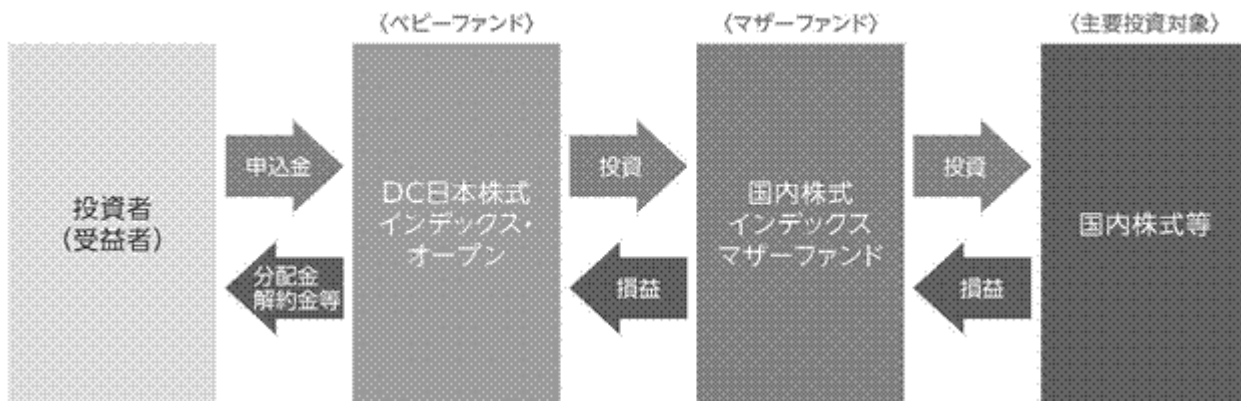 〈ベビーファンド〉
〈マザーファンド〉
〈主要投資対象〉
投資者
(受益者)
申込金
分配金
解約金等
DC日本株式
インデックス・
オープン
投資
損益
国内株式
インデックス
マザーファンド
投資
損益
国内株式等